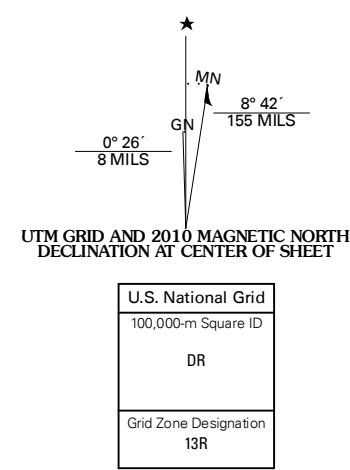 ★
MN
GN
8° 42´
155 MILS
0° 26´
8 MILS
UTM GRID AND 2010 MAGNETIC NORTH
DECLINATION AT CENTER OF SHEET
U.S. National Grid
100,000-m Square ID
DR
Grid Zone Designation
13R